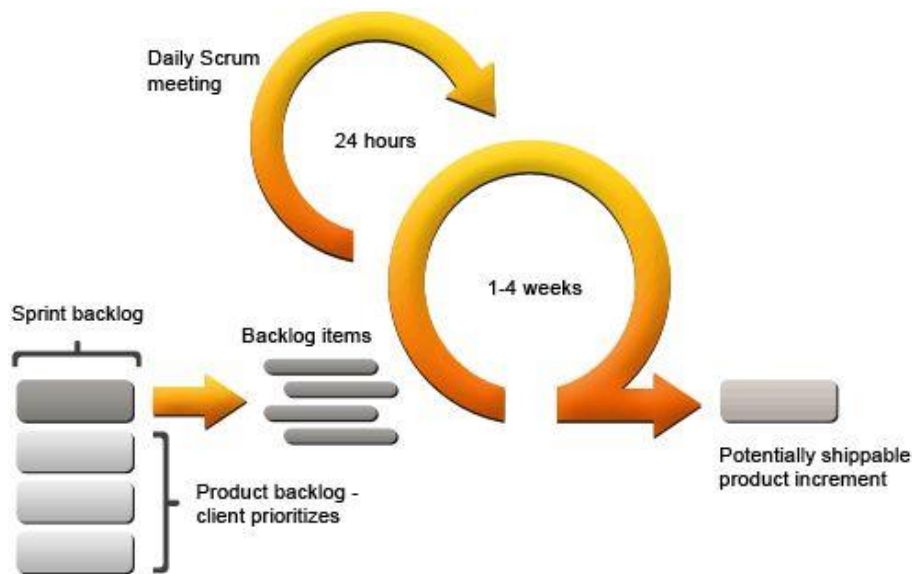 Daily Scrum
meeting
24 hours
1-4 weeks
Sprint backlog
Backlog items
Product backlog -
client prioritizes
Potentially shippable
product increment